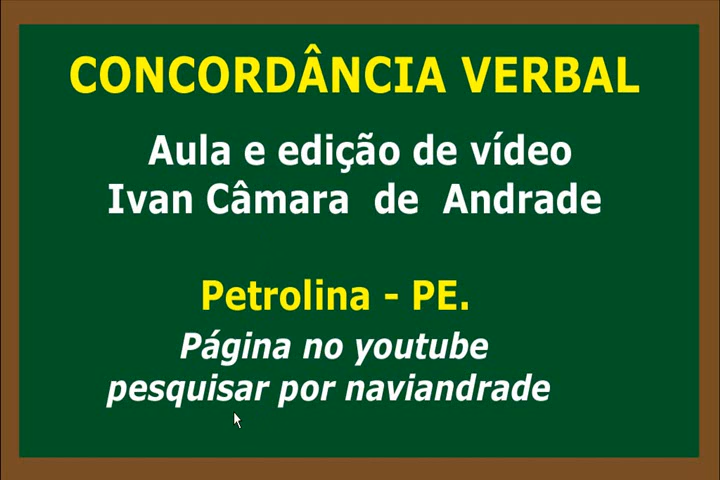 CONCORDÂNCIA VERBAL
Aula e edição de vídeo
Ivan Câmara de Andrade
Petrolina - PE.
Página no youtube
pesquisar por naviandrade